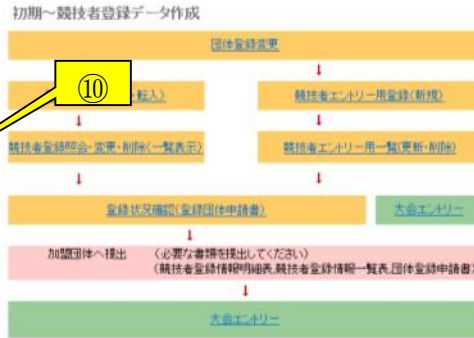 初期～競技者登録データ作成
団体登録変更
⑩
転入)
競技者エントリー用登録(新規)
競技者登録照会・変更・削除(一覧表示)
競技者エントリー用一覧(更新・削除)
登録状況確認(登録団体申請書)
大会エントリー
加盟団体へ提出 (必要な書類を提出してください)
(競技者登録情報明細表,競技者登録情報一覧表,団体登録申請書)
大会エントリー